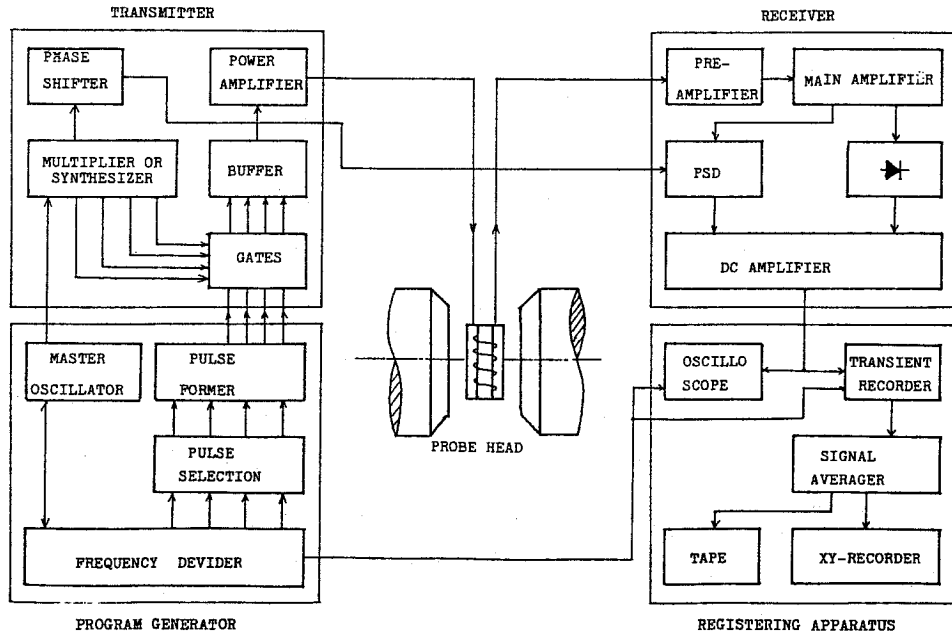 TRANSMITTER
PHASE
SHIFTER
POWER
AMPLIFIER
MULTIPLIER OR
SYNTHESIZER
BUFFER
GATES
RECEIVER
PRE-
AMPLIFIER
MAIN AMPLIFIER
PSD
DC AMPLIFIER
MASTER
OSCILLATOR
PULSE
FORMER
PULSE
SELECTION
FREQUENCY DEVIDER
PROGRAM GENERATOR
PROBE HEAD
OSCILLO
SCOPE
TRANSIENT
RECORDER
SIGNAL
AVERAGER
TAPE
XY-RECORDER
REGISTERING APPARATUS